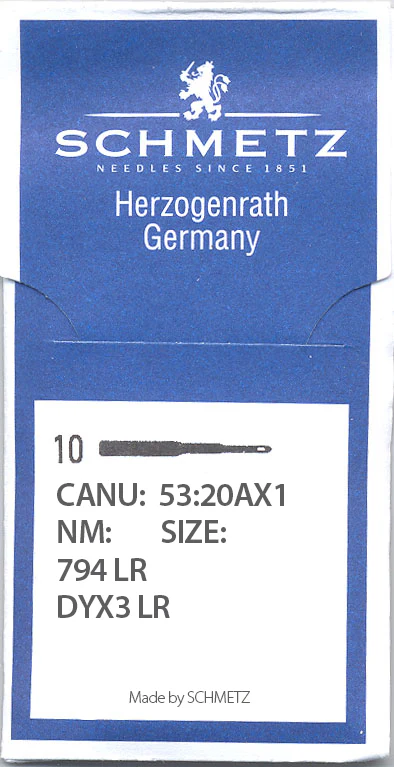 SCHMETZ
NEEDLES SINCE 1851
Herzogenrath
Germany
10
CANU: 53:20AX1
NM: SIZE:
794 LR
DYX3 LR
Made by SCHMETZ